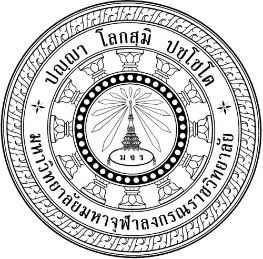 ปญฺญา โลกสฺมิ ปชฺโชโต
ม จ ร
มหาวิทยาลัยมหาจุฬาลงกรณราชวิทยาลัย